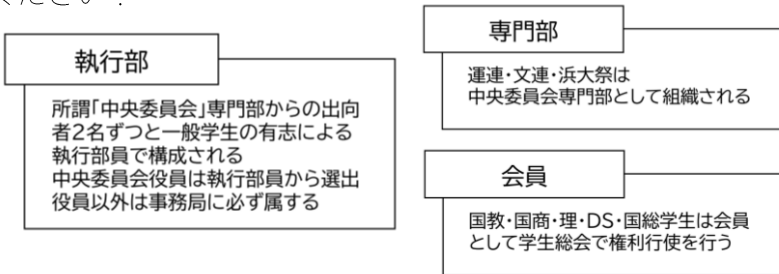 ください！
執行部
所謂「中央委員会」専門部からの出向
者2名ずつと一般学生の有志による
執行部員で構成される
中央委員会役員は執行部員から選出
役員以外は事務局に必ず属する
専門部
運連・文連・浜大祭は
中央委員会専門部として組織される
会員
国教・国商・理・DS・国総学生は会員
として学生総会で権利行使を行う